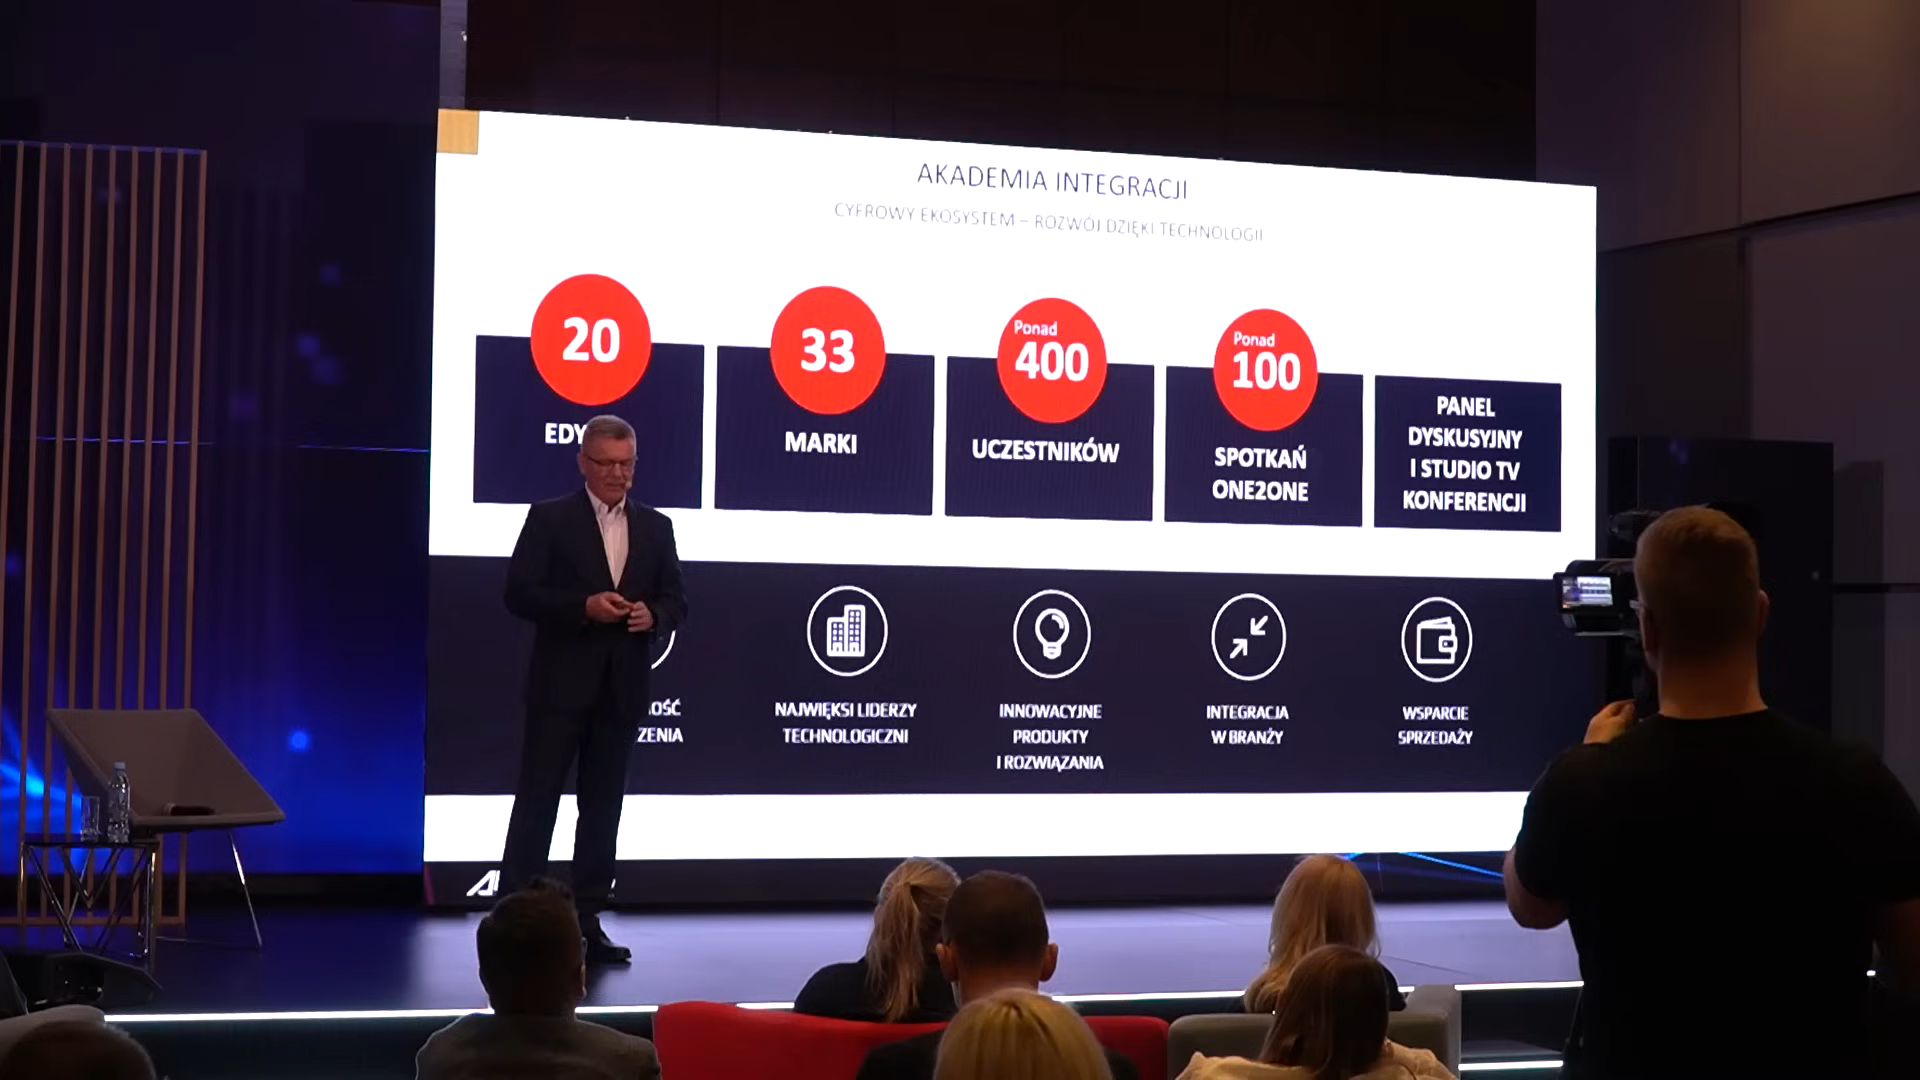 AKADEMIA INTEGRACJI
CYFROWY EKOSYSTEM – ROZWÓJ DZIĘKI TECHNOLOGII
20
33
Ponad
400
Ponad
100
EDY
MARKI
UCZESTNIKÓW
SPOTKAŃ
ONE2ONE
PANEL
DYSKUSYJNY
I STUDIO TV
KONFERENCJI
OŚĆ
ZENIA
NAJWIĘKSI LIDERZY
TECHNOLOGICZNI
INNOWACYJNE
PRODUKTY
I ROZWIĄZANIA
INTEGRACJA
W BRANŻY
WSPARCIE
SPRZEDAŻY